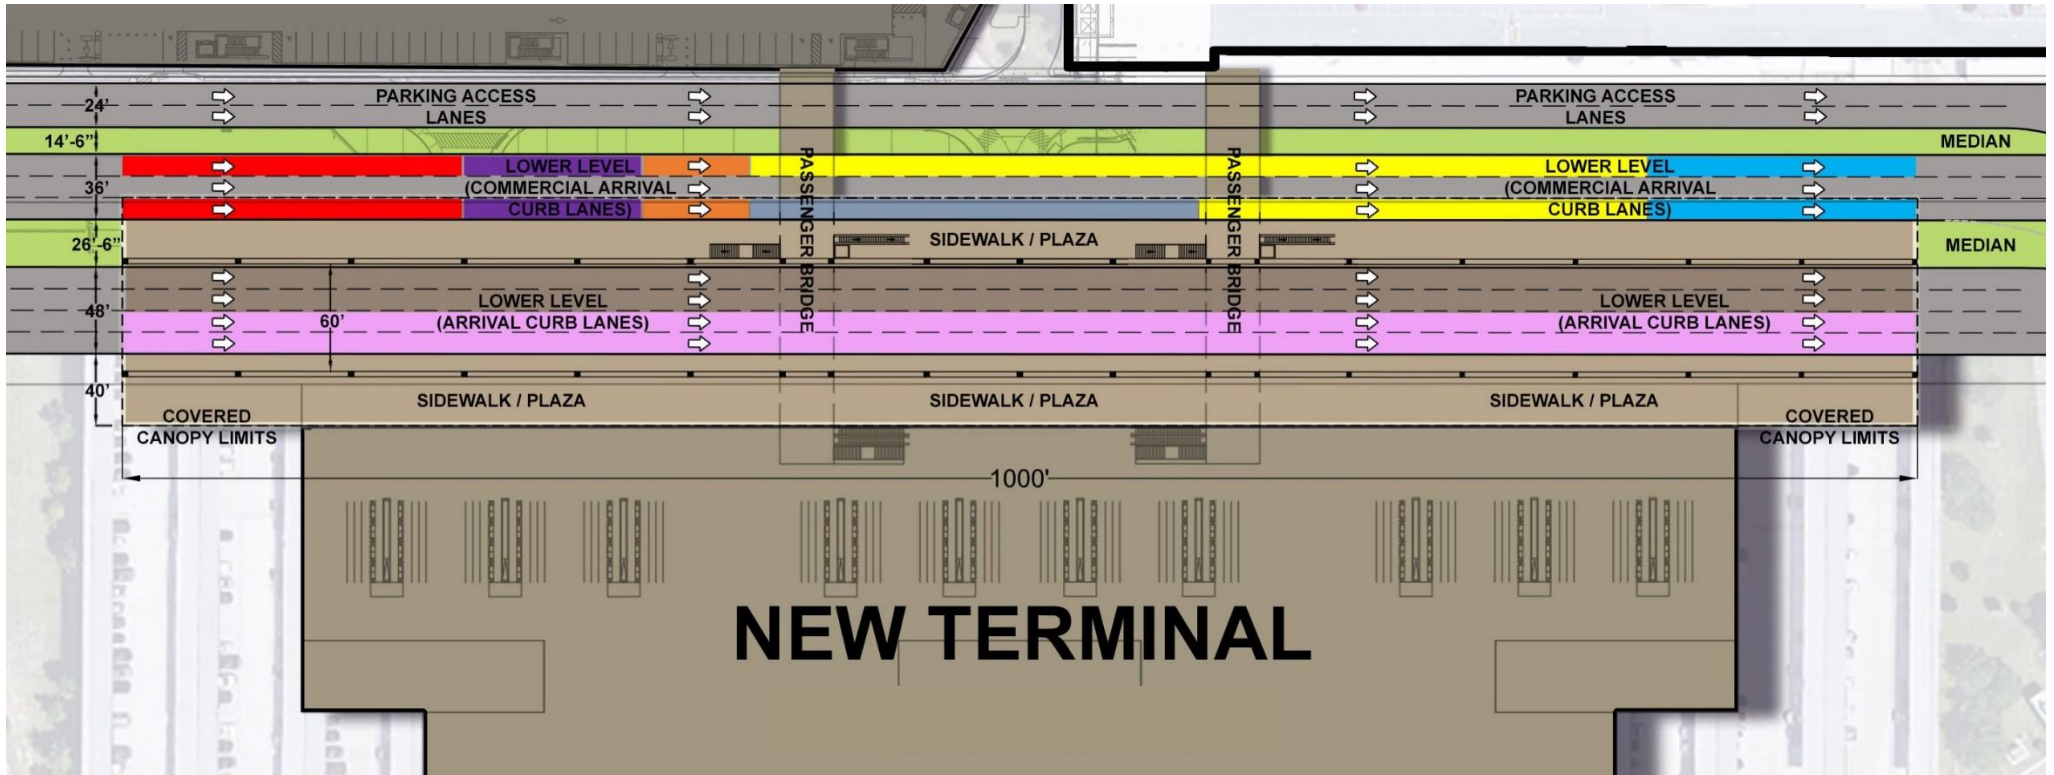 24'
PARKING ACCESS
LANES
PARKING ACCESS
LANES
14'-6"
MEDIAN
36'
LOWER LEVEL
(COMMERCIAL ARRIVAL
CURB LANES)
PASSENGER BRIDGE
PASSENGER BRIDGE
LOWER LEVEL
(COMMERCIAL ARRIVAL
CURB LANES)
26'-6"
SIDEWALK / PLAZA
MEDIAN
48'
60'
LOWER LEVEL
(ARRIVAL CURB LANES)
LOWER LEVEL
(ARRIVAL CURB LANES)
40'
COVERED
CANOPY LIMITS
SIDEWALK / PLAZA
SIDEWALK / PLAZA
SIDEWALK / PLAZA
COVERED
CANOPY LIMITS
1000'
NEW TERMINAL